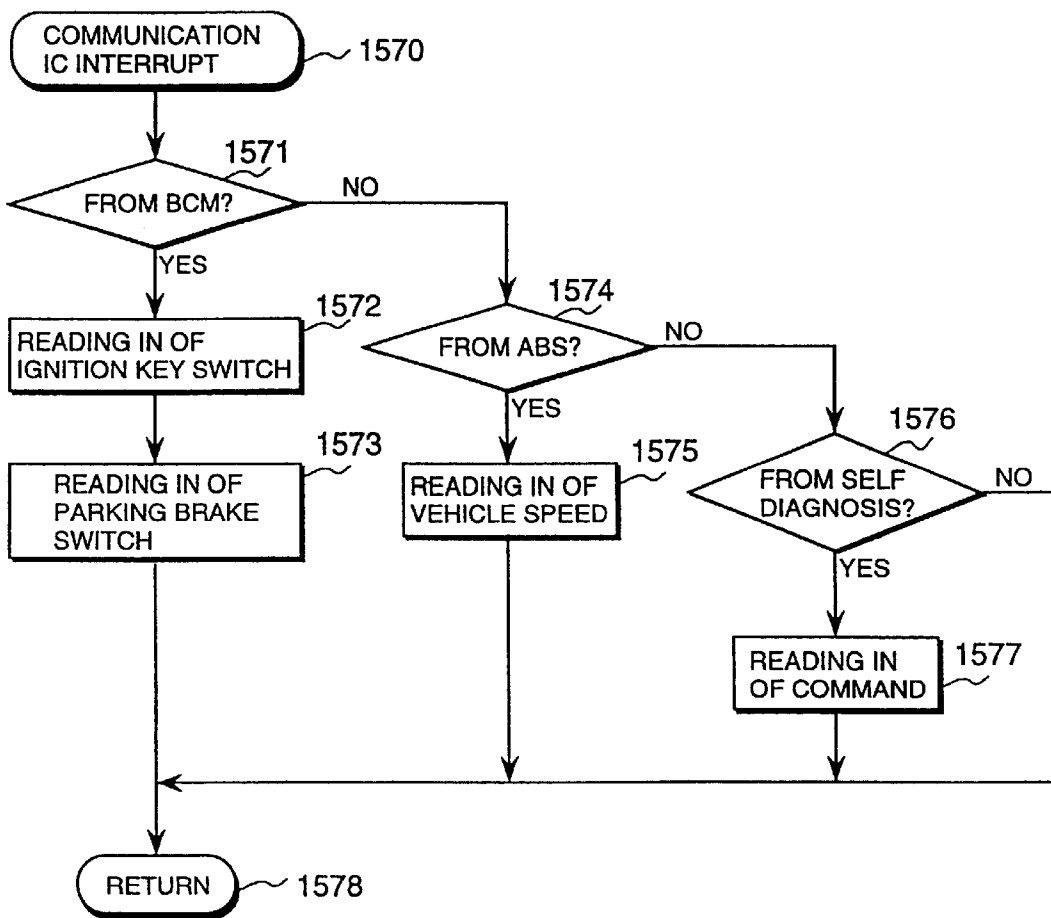 COMMUNICATION
IC INTERRUPT
1570
1571
FROM BCM?
NO
YES
1572
READING IN OF
IGNITION KEY SWITCH
1574
FROM ABS?
NO
YES
1573
READING IN OF
PARKING BRAKE
SWITCH
1575
READING IN OF
VEHICLE SPEED
1576
FROM SELF
DIAGNOSIS?
NO
YES
1577
READING IN
OF COMMAND
RETURN
1578